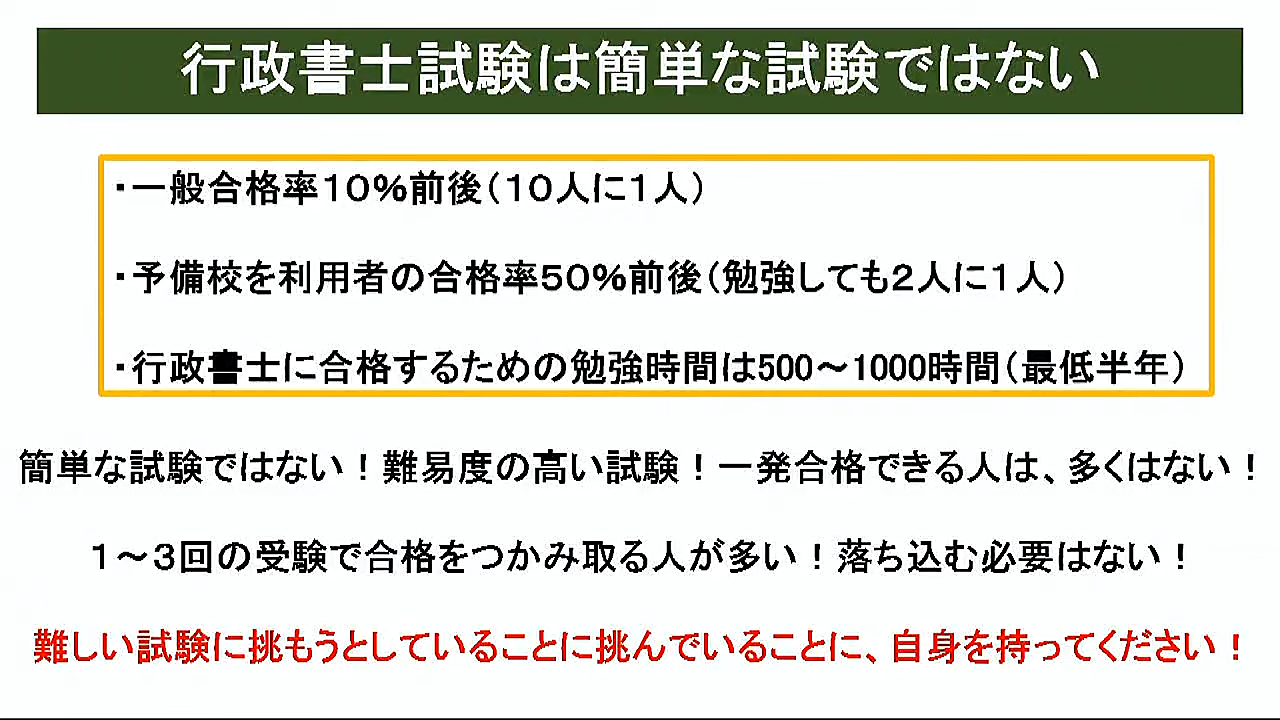 行政書士試験は簡単な試験ではない
・一般合格率１０％前後（１０人に１人）
・予備校を利用者の合格率５０％前後（勉強しても２人に１人）
・行政書士に合格するための勉強時間は500～1000時間（最低半年）
簡単な試験ではない！難易度の高い試験！一発合格できる人は、多くはない！
１～３回の受験で合格をつかみ取る人が多い！落ち込む必要はない！
難しい試験に挑もうとしていることに挑んでいることに、自身を持ってください！